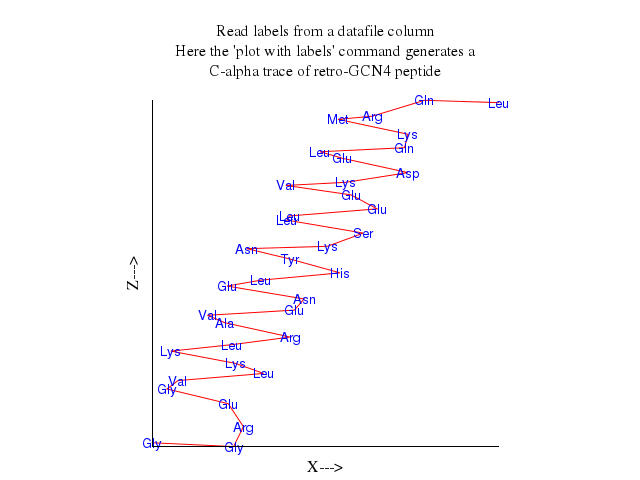 Read labels from a datafile column
Here the 'plot with labels' command generates a
C-alpha trace of retro-GCN4 peptide
Gln
Leu
Met
Arg
Lys
Gln
Leu
Glu
Asp
Lys
Val
Glu
Glu
Leu
Leu
Ser
Lys
Asn
Tyr
His
Leu
Glu
Asn
Glu
Val
Ala
Arg
Leu
Lys
Lys
Leu
Val
Gly
Glu
Arg
Gly
Gly
Z--->
X--->